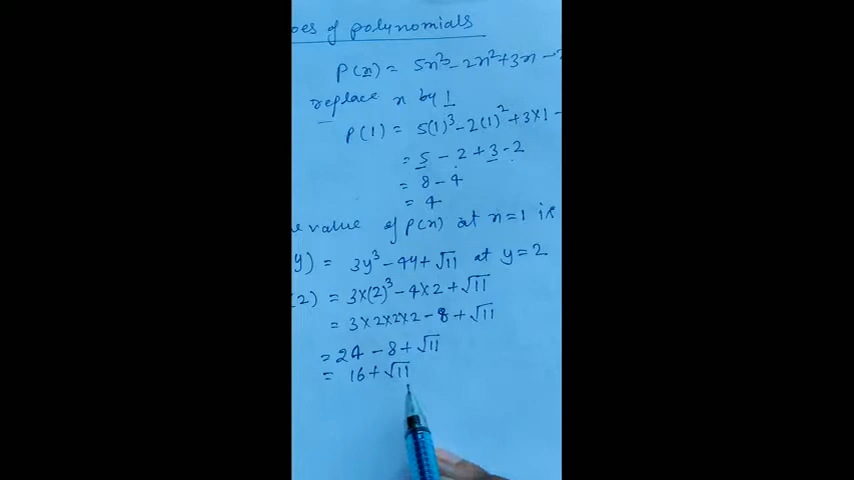 oes of polynomials
P(x) = 5x³ - 2x² + 3x -
replace x by 1
P(1) = 5(1)³ - 2(1)² + 3×1 -
= 5 - 2 + 3 - 2
= 8 - 4
= 4
e value of P(x) at x = 1 is
y) = 3y³ - 4y + √11 at y = 2
(2) = 3×(2)³ - 4×2 + √11
= 3×2×2×2 - 8 + √11
= 24 - 8 + √11
= 16 + √11